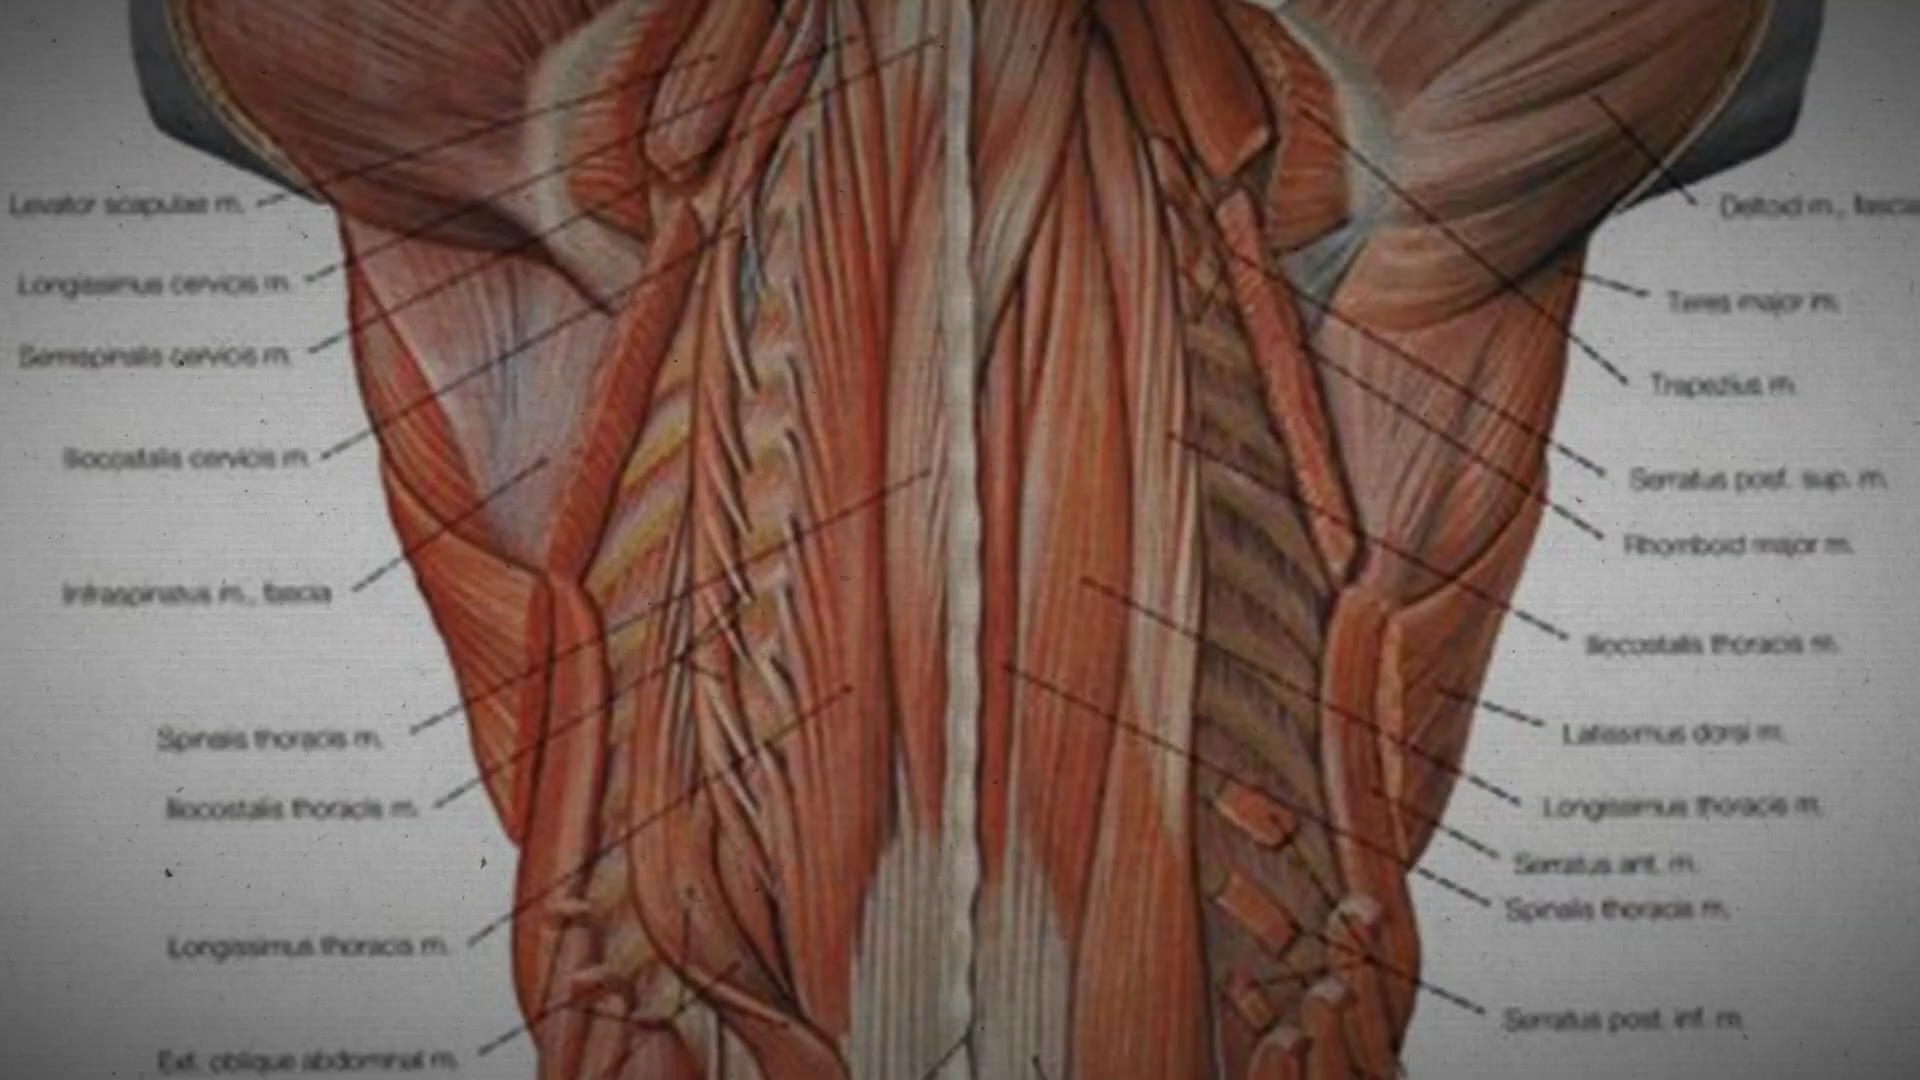 Levator scapulae m.
Longissimus cervicis m.
Semispinalis cervicis m.
Iliocostalis cervicis m.
Infraspinatus m., fascia
Spinalis thoracis m.
Iliocostalis thoracis m.
Longissimus thoracis m.
Ext. oblique abdominal m.
Deltoid m., fascia
Teres major m.
Trapezius m.
Serratus post. sup. m.
Rhomboid major m.
Iliocostalis thoracis m.
Latissimus dorsi m.
Longissimus thoracis m.
Serratus ant. m.
Spinalis thoracis m.
Serratus post. inf. m.